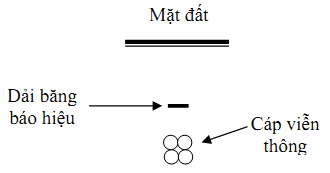 Mặt đất
Dải băng
báo hiệu
Cáp viễn
thông